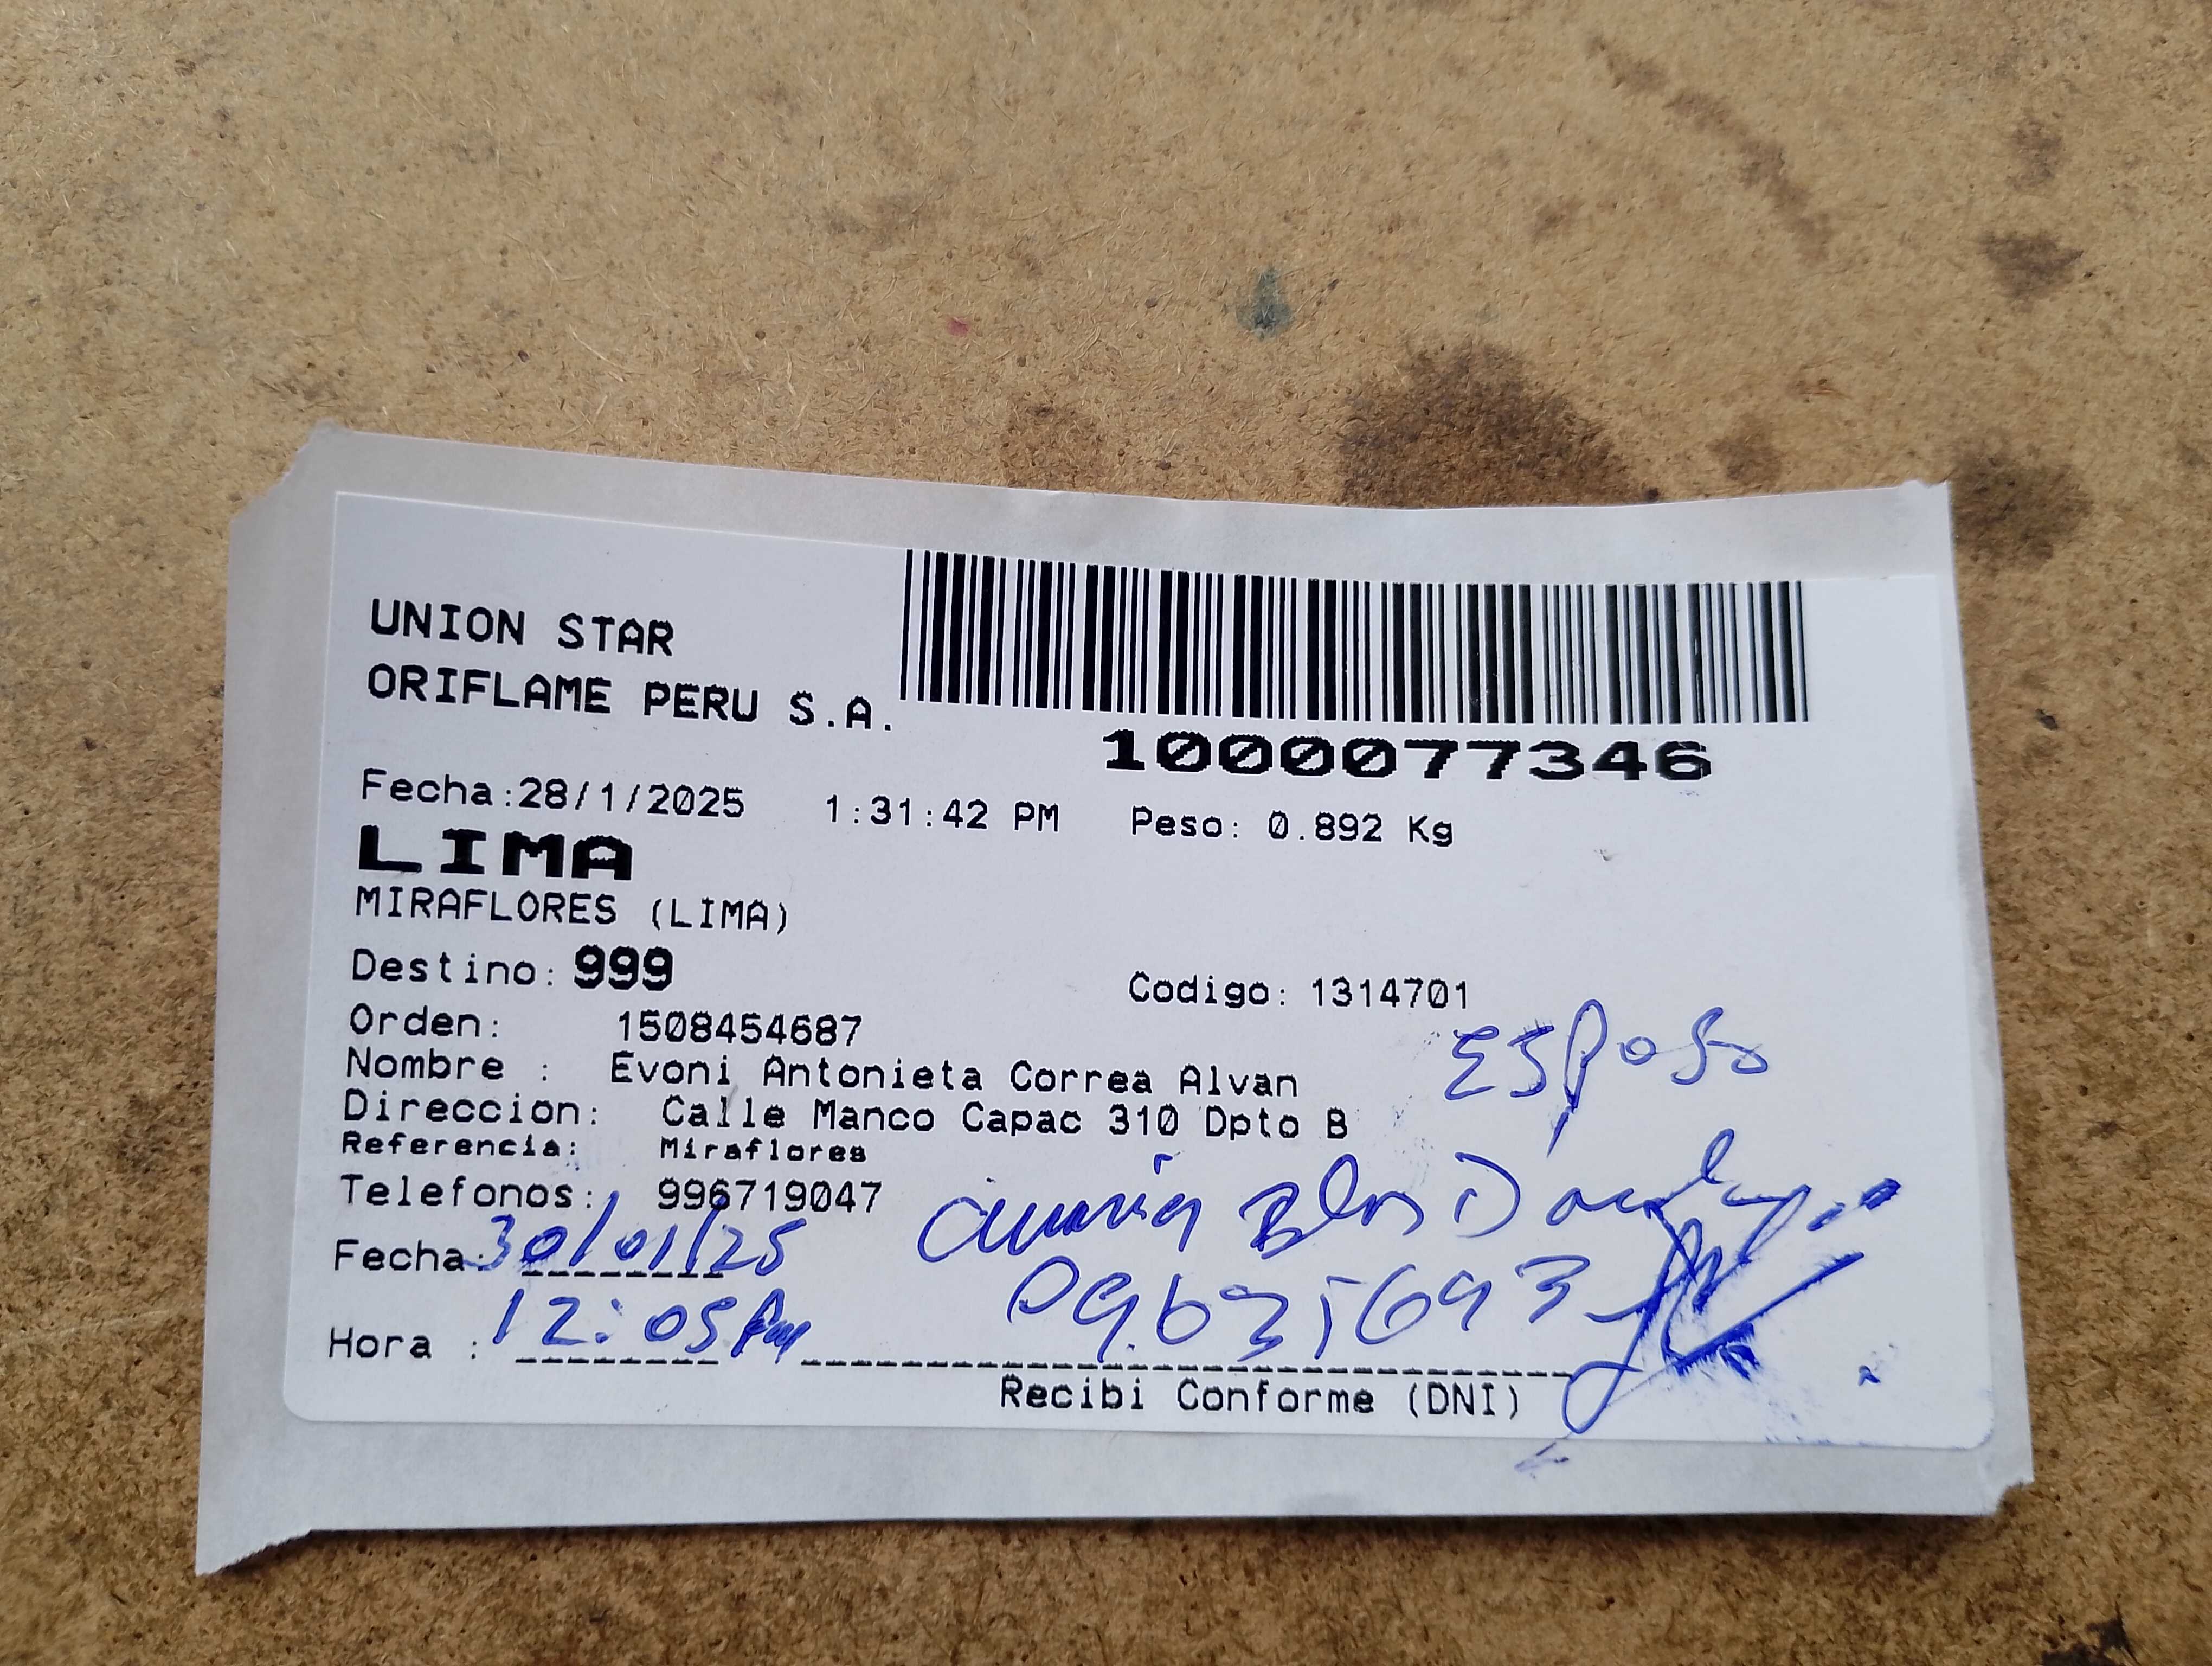 UNION STAR
ORIFLAME PERU S.A.
1000077346
Fecha:28/1/2025 1:31:42 PM Peso: 0.892 Kg
LIMA
MIRAFLORES (LIMA)
Destino: 999 Codigo: 1314701
Orden: 1508454687
Esposo
Nombre : Evoni Antonieta Correa Alvan
Direccion: Calle Manco Capac 310 Dpto B
Referencia: Miraflores
Telefonos: 996719047
Fecha: 30/01/25
Hora : 12:05 Pm
Recibi Conforme (DNI)